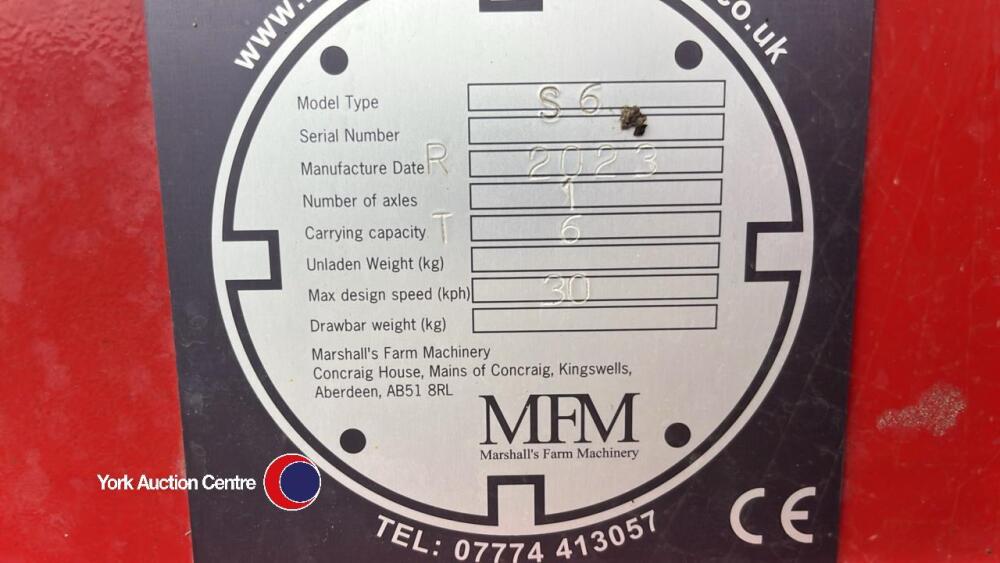 www.
co.uk
Model Type S 6
Serial Number
Manufacture Date R 2023
Number of axles 1
Carrying capacity T 6
Unladen Weight (kg)
Max design speed (kph) 30
Drawbar weight (kg)
Marshall's Farm Machinery
Concraig House, Mains of Concraig, Kingswells,
Aberdeen, AB51 8RL
MFM
Marshall's Farm Machinery
York Auction Centre
CE
TEL: 07774 413057